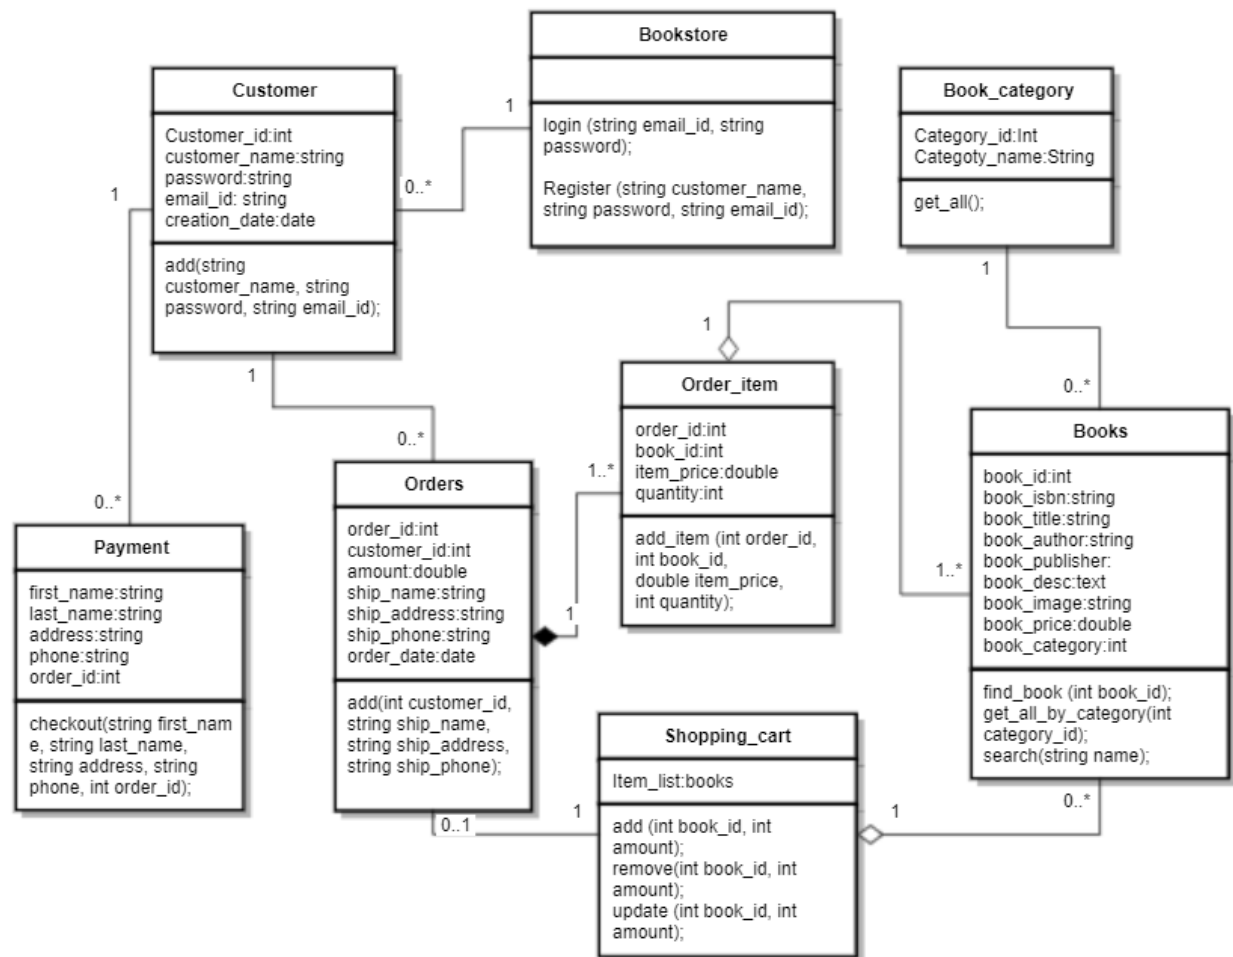 Bookstore
login (string email_id, string
password);
Register (string customer_name,
string password, string email_id);
Customer
Customer_id:int
customer_name:string
password:string
email_id: string
creation_date:date
add(string
customer_name, string
password, string email_id);
Book_category
Category_id:Int
Categoty_name:String
get_all();
1
0..*
1
0..*
1
0..*
1
0..*
1
1..*
Order_item
order_id:int
book_id:int
item_price:double
quantity:int
add_item (int order_id,
int book_id,
double item_price,
int quantity);
1..*
1
Books
book_id:int
book_isbn:string
book_title:string
book_author:string
book_publisher:
book_desc:text
book_image:string
book_price:double
book_category:int
find_book (int book_id);
get_all_by_category(int
category_id);
search(string name);
Orders
order_id:int
customer_id:int
amount:double
ship_name:string
ship_address:string
ship_phone:string
order_date:date
add(int customer_id,
string ship_name,
string ship_address,
string ship_phone);
Payment
first_name:string
last_name:string
address:string
phone:string
order_id:int
checkout(string first_nam
e, string last_name,
string address, string
phone, int order_id);
Shopping_cart
Item_list:books
add (int book_id, int
amount);
remove(int book_id, int
amount);
update (int book_id, int
amount);
0..1
1
1
0..*